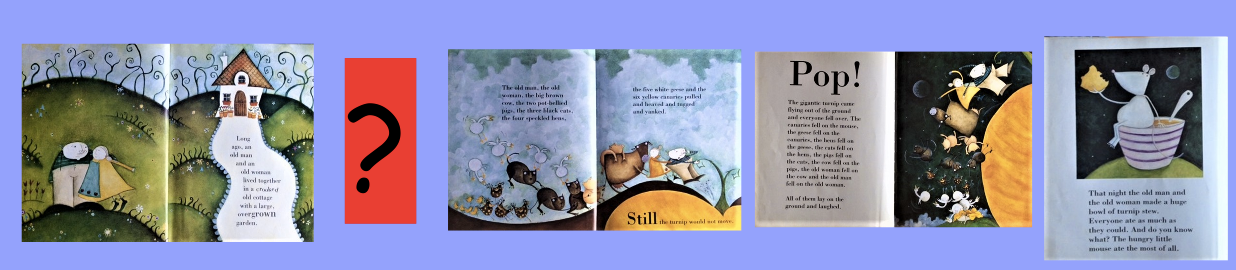 Long
ago, an
old man
and an
old woman
lived together
in a crooked
old cottage
with a large,
overgrown
garden.
?
The old man, the old
woman, the big brown
cow, the two pot-bellied
pigs, the three black cats,
the four speckled hens,
the five white geese and the
six yellow canaries pulled
and heaved and tugged
and yanked.
Still the turnip would not move.
Pop!
The gigantic turnip came
flying out of the ground
and everyone fell over. The
canaries fell on the mouse,
the geese fell on the
canaries, the hens fell on
the geese, the cats fell on
the hens, the pigs fell on
the cats, the cow fell on the
pigs, the old woman fell on
the cow and the old man
fell on the old woman.
All of them lay on the
ground and laughed.
That night the old man and
the old woman made a huge
bowl of turnip stew.
Everyone ate as much as
they could. And do you know
what? The hungry little
mouse ate the most of all.